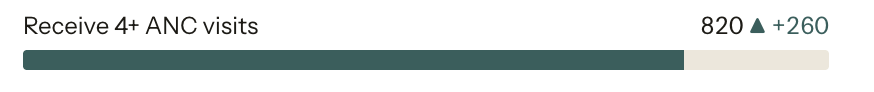 Receive 4+ ANC visits 820 ▲ +260